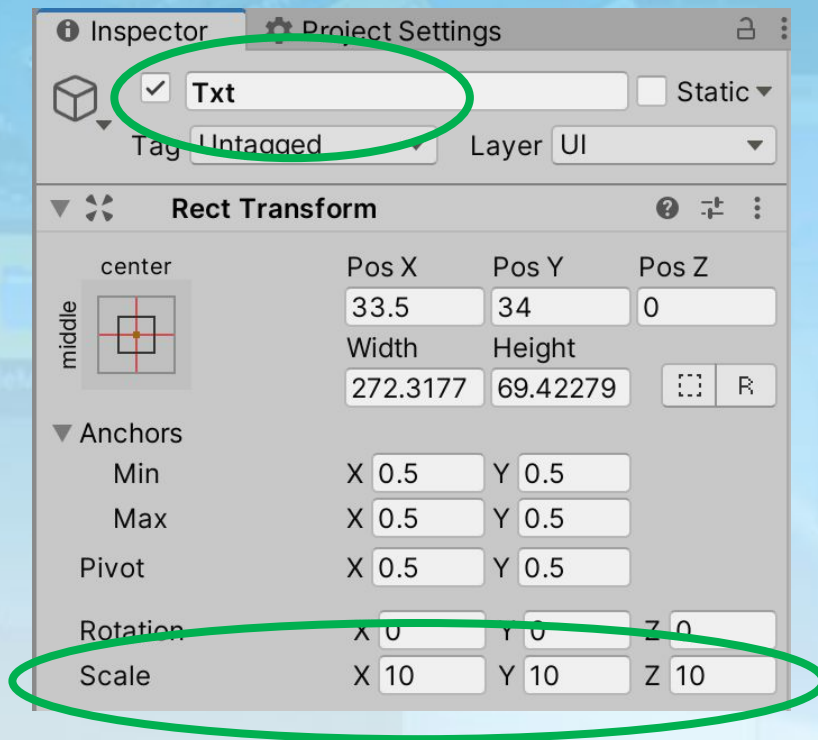 Inspector Project Settings
Txt Static
Tag Untagged Layer UI
Rect Transform
center Pos X Pos Y Pos Z
middle 33.5 34 0
Width Height
272.3177 69.42279 R
Anchors
Min X 0.5 Y 0.5
Max X 0.5 Y 0.5
Pivot X 0.5 Y 0.5
Rotation X 0 Y 0 Z 0
Scale X 10 Y 10 Z 10